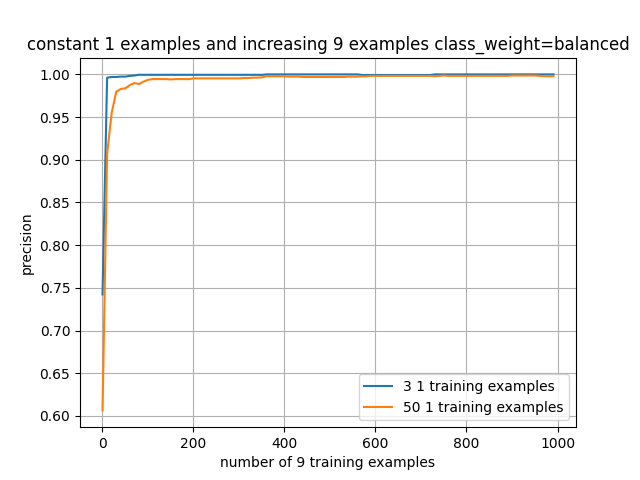 constant 1 examples and increasing 9 examples class_weight=balanced
1.00
0.95
0.90
0.85
0.80
0.75
0.70
0.65
0.60
precision
3 1 training examples
50 1 training examples
0 200 400 600 800 1000
number of 9 training examples